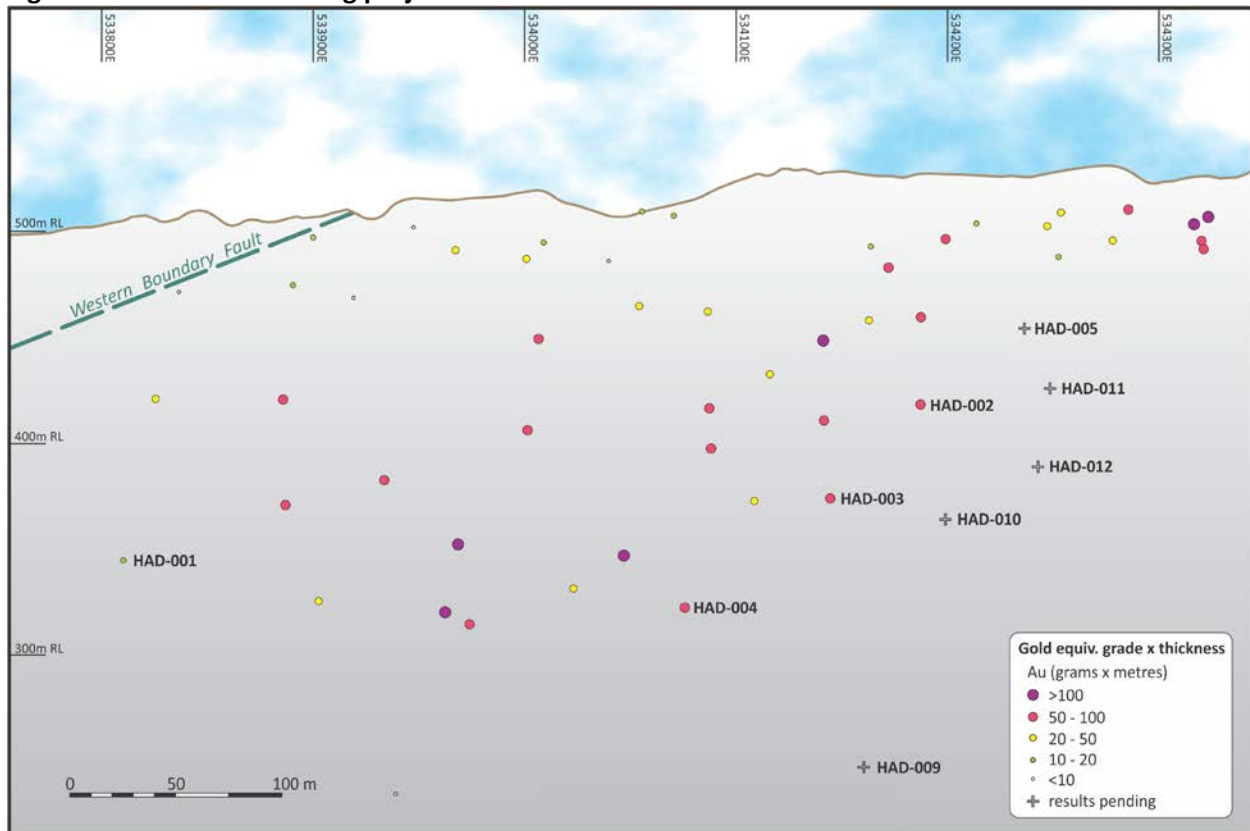 533800E
533900E
534000E
534100E
534200E
534300E
500m RL
Western Boundary Fault
HAD-005
HAD-011
HAD-002
400m RL
HAD-012
HAD-003
HAD-010
HAD-001
HAD-004
300m RL
HAD-009
0 50 100 m
Gold equiv. grade x thickness
Au (grams x metres)
>100
50 - 100
20 - 50
10 - 20
<10
results pending